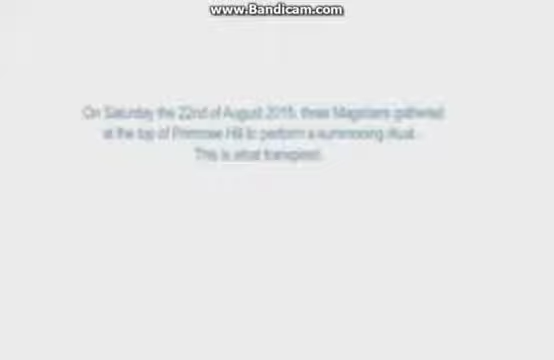 www.Bandicam.com
On Saturday the 22nd of August 2015, three Magicians gathered
at the top of Primrose Hill to perform a summoning ritual.
This is what transpired.